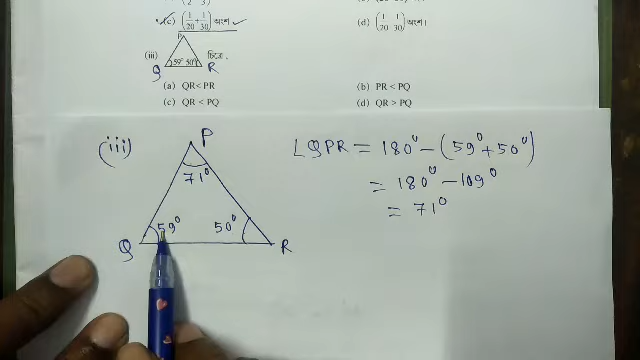 (c) (1/20 + 1/30) অংশ
(d) (1/20 1/30) অংশ।
P
(iii) 59° 50° চিত্রে,
Q R
(a) QR < PR
(b) PR < PQ
(c) QR < PQ
(d) QR > PQ
(iii) P
71°
59° 50°
Q R
∠QPR = 180° - (59° + 50°)
= 180° - 109°
= 71°